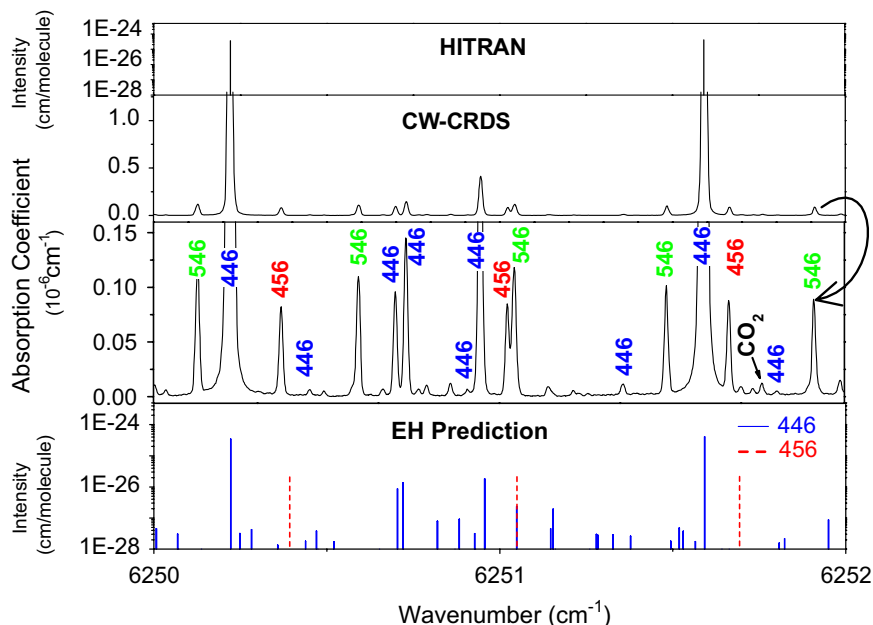 Intensity
(cm/molecule)
1E-24
1E-26
1E-28
HITRAN
CW-CRDS
1.0
0.5
0.0
Absorption Coefficient
(10⁻⁶cm⁻¹)
0.15
0.10
0.05
0.00
546
446
456
446
546
446
446
446
446
456
546
446
546
446
456
CO₂
446
546
EH Prediction
446
456
Intensity
(cm/molecule)
1E-24
1E-26
1E-28
6250
6251
6252
Wavenumber (cm⁻¹)